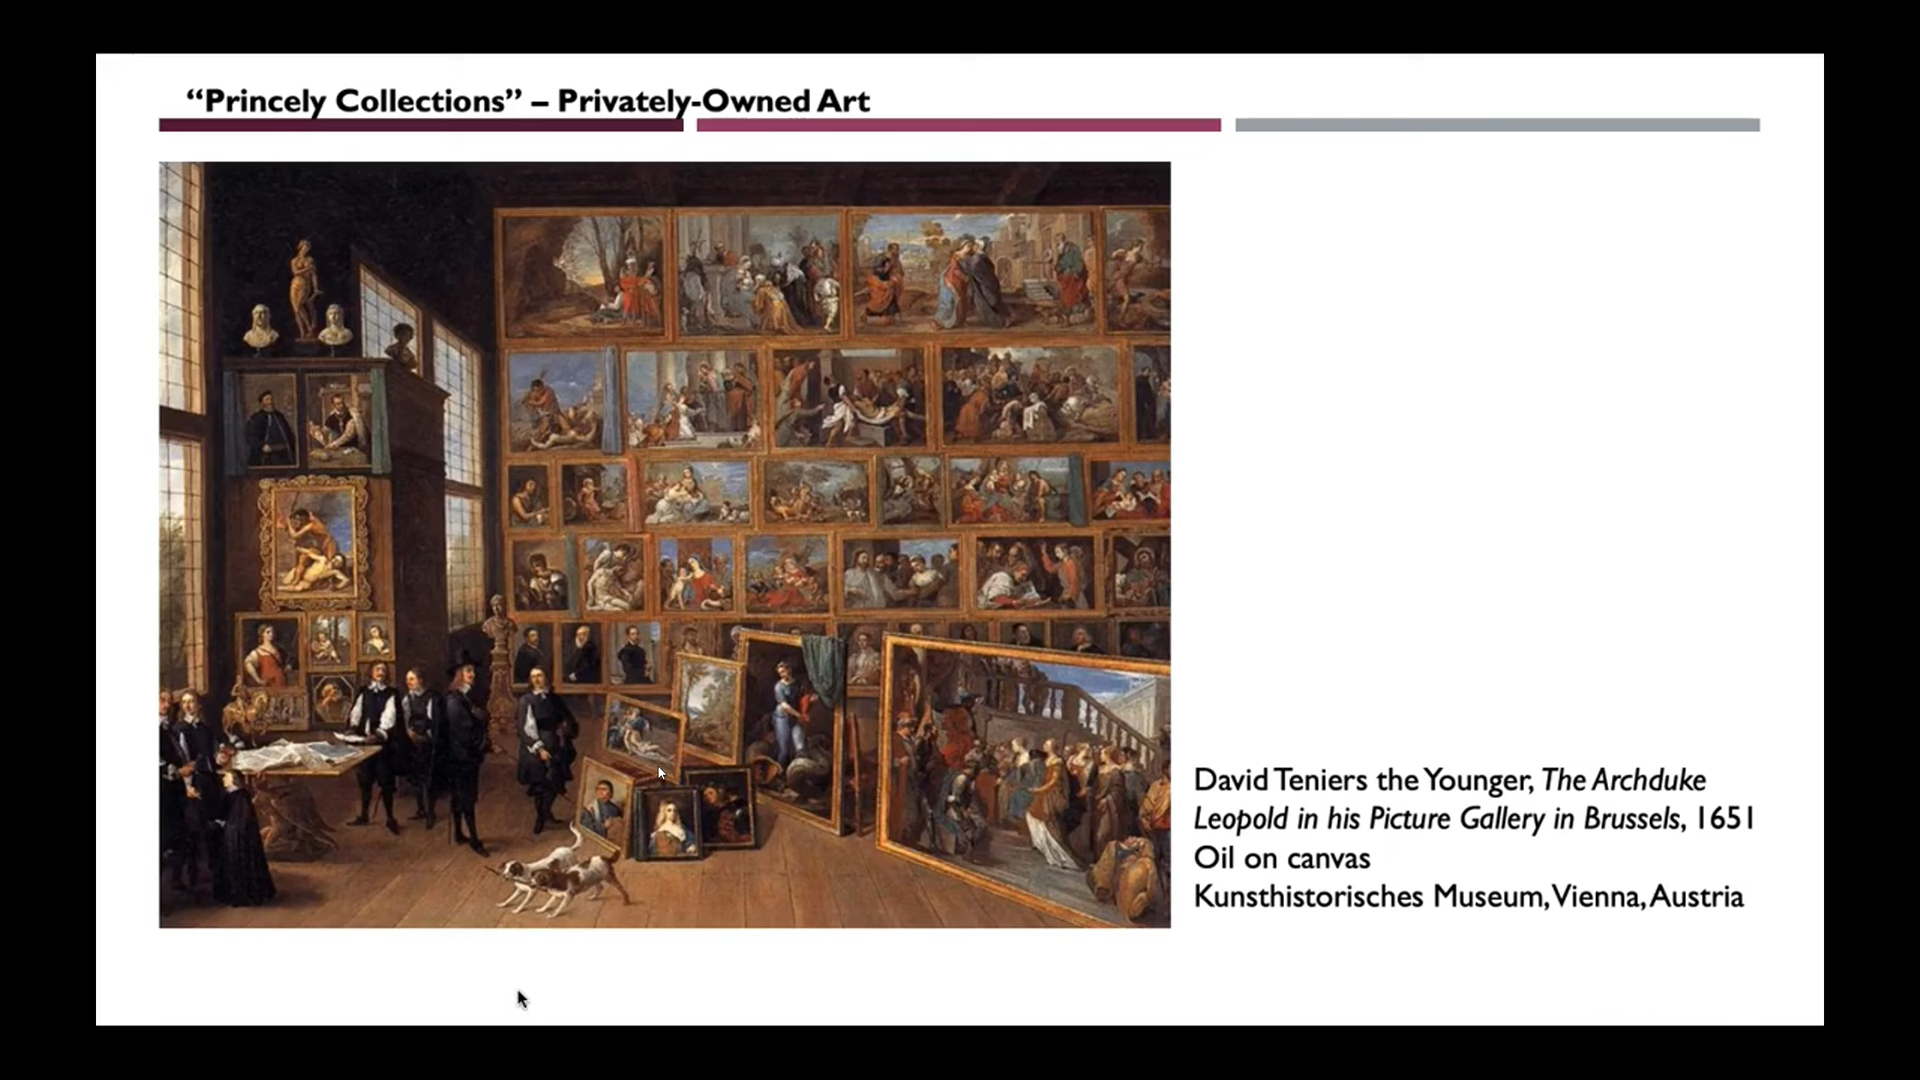 “Princely Collections” – Privately-Owned Art
David Teniers the Younger, The Archduke
Leopold in his Picture Gallery in Brussels, 1651
Oil on canvas
Kunsthistorisches Museum, Vienna, Austria